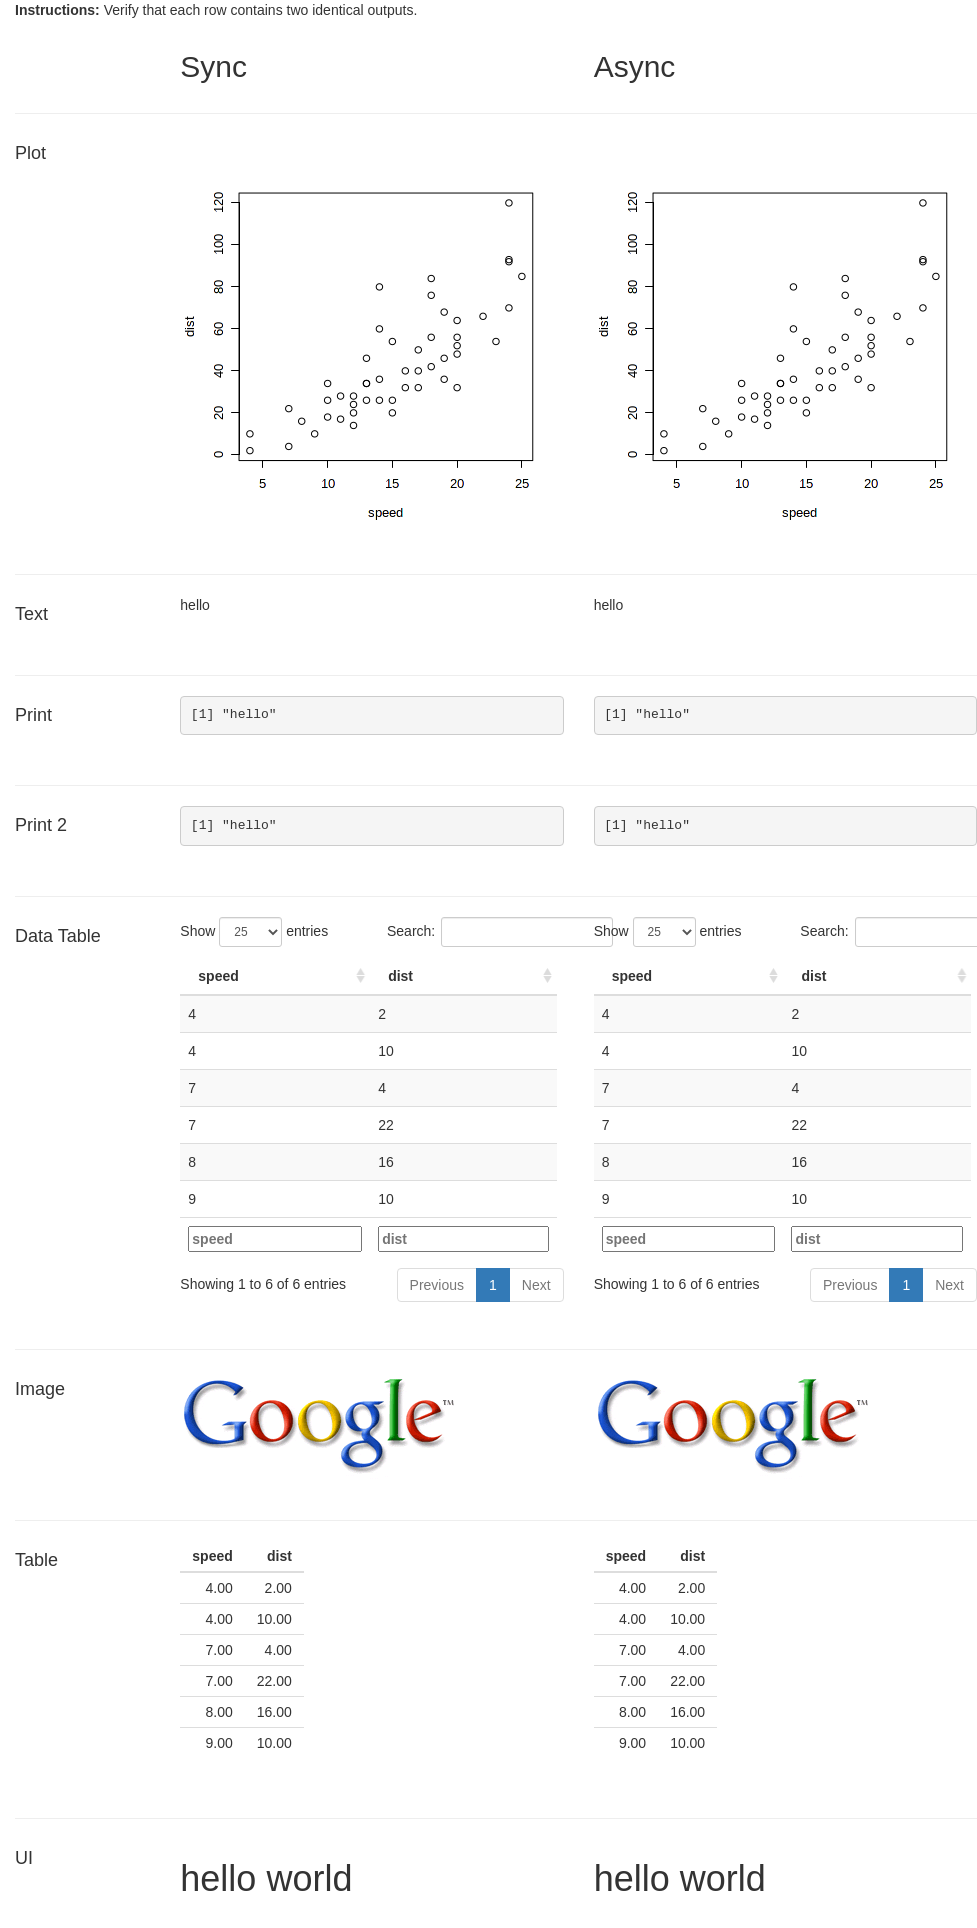 Instructions: Verify that each row contains two identical outputs.
Sync Async
Plot
120 120
100 100
80 80
60 60
dist dist
40 40
20 20
0 0
5 10 15 20 25 5 10 15 20 25
speed speed
Text hello hello
Print [1] "hello" [1] "hello"
Print 2 [1] "hello" [1] "hello"
Data Table Show 25 entries Search: Show 25 entries Search:
speed dist speed dist
4 2 4 2
4 10 4 10
7 4 7 4
7 22 7 22
8 16 8 16
9 10 9 10
speed dist speed dist
Showing 1 to 6 of 6 entries Previous 1 Next Showing 1 to 6 of 6 entries Previous 1 Next
Image Google™ Google™
Table speed dist speed dist
4.00 2.00 4.00 2.00
4.00 10.00 4.00 10.00
7.00 4.00 7.00 4.00
7.00 22.00 7.00 22.00
8.00 16.00 8.00 16.00
9.00 10.00 9.00 10.00
UI hello world hello world